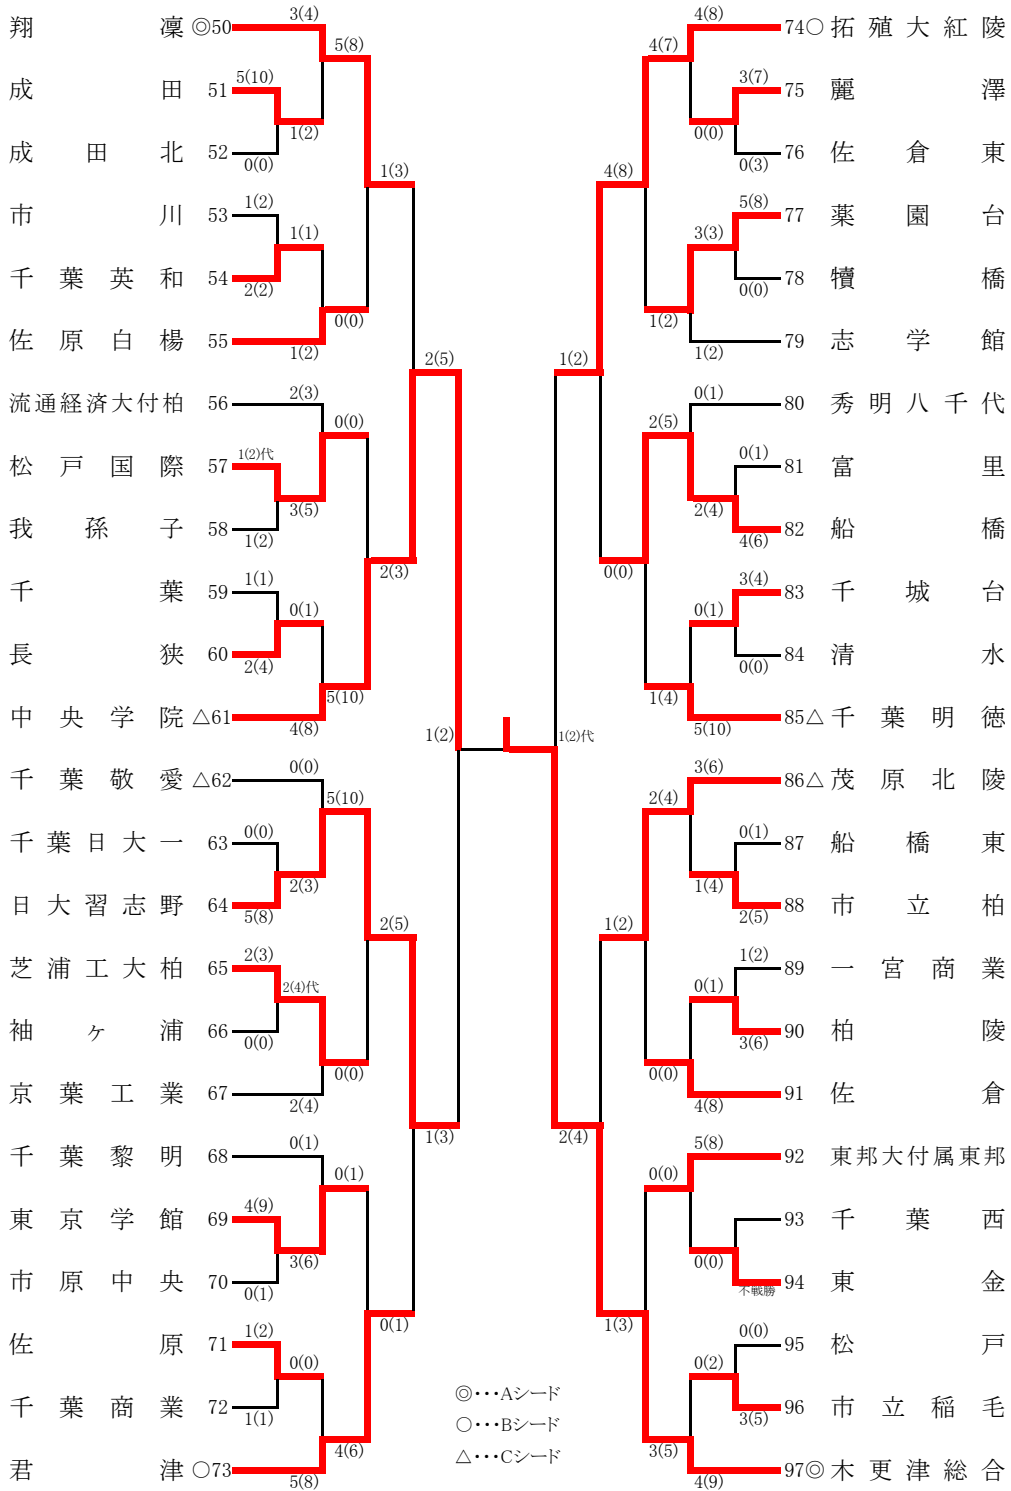 翔凜 ◎50
3(4)
5(8)
成田 51
5(10)
1(2)
成田北 52
0(0)
1(3)
市川 53
1(2)
1(1)
千葉英和 54
2(2)
0(0)
佐原白楊 55
1(2)
2(5)
流通経済大付柏 56
2(3)
0(0)
松戸国際 57
1(2)代
3(5)
我孫子 58
1(2)
2(3)
千葉 59
1(1)
0(1)
長狭 60
2(4)
5(10)
中央学院 △61
4(8)
1(2)
千葉敬愛 △62
0(0)
5(10)
千葉日大一 63
0(0)
2(3)
日大習志野 64
5(8)
2(5)
芝浦工大柏 65
2(3)
2(4)代
袖ヶ浦 66
0(0)
0(0)
京葉工業 67
2(4)
1(3)
千葉黎明 68
0(1)
0(1)
東京学館 69
4(9)
3(6)
市原中央 70
0(1)
0(1)
佐原 71
1(2)
0(0)
千葉商業 72
1(1)
4(6)
君津 ○73
5(8)
4(8)
74○ 拓殖大紅陵
4(7)
3(7)
75 麗澤
0(0)
76 佐倉東
0(3)
4(8)
5(8)
77 薬園台
3(3)
78 犢橋
0(0)
1(2)
79 志学館
1(2)
1(2)
0(1)
80 秀明八千代
2(5)
0(1)
81 富里
2(4)
82 船橋
4(6)
0(0)
3(4)
83 千城台
0(1)
84 清水
0(0)
1(4)
85△ 千葉明徳
5(10)
1(2)代
3(6)
86△ 茂原北陵
2(4)
0(1)
87 船橋東
1(4)
88 市立柏
2(5)
1(2)
1(2)
89 一宮商業
0(1)
90 柏陵
3(6)
0(0)
91 佐倉
4(8)
2(4)
5(8)
92 東邦大付属東邦
0(0)
93 千葉西
0(0)
94 東金
不戦勝
1(3)
0(0)
95 松戸
0(2)
96 市立稲毛
3(5)
3(5)
97◎ 木更津総合
4(9)
◎・・・Aシード
○・・・Bシード
△・・・Cシード